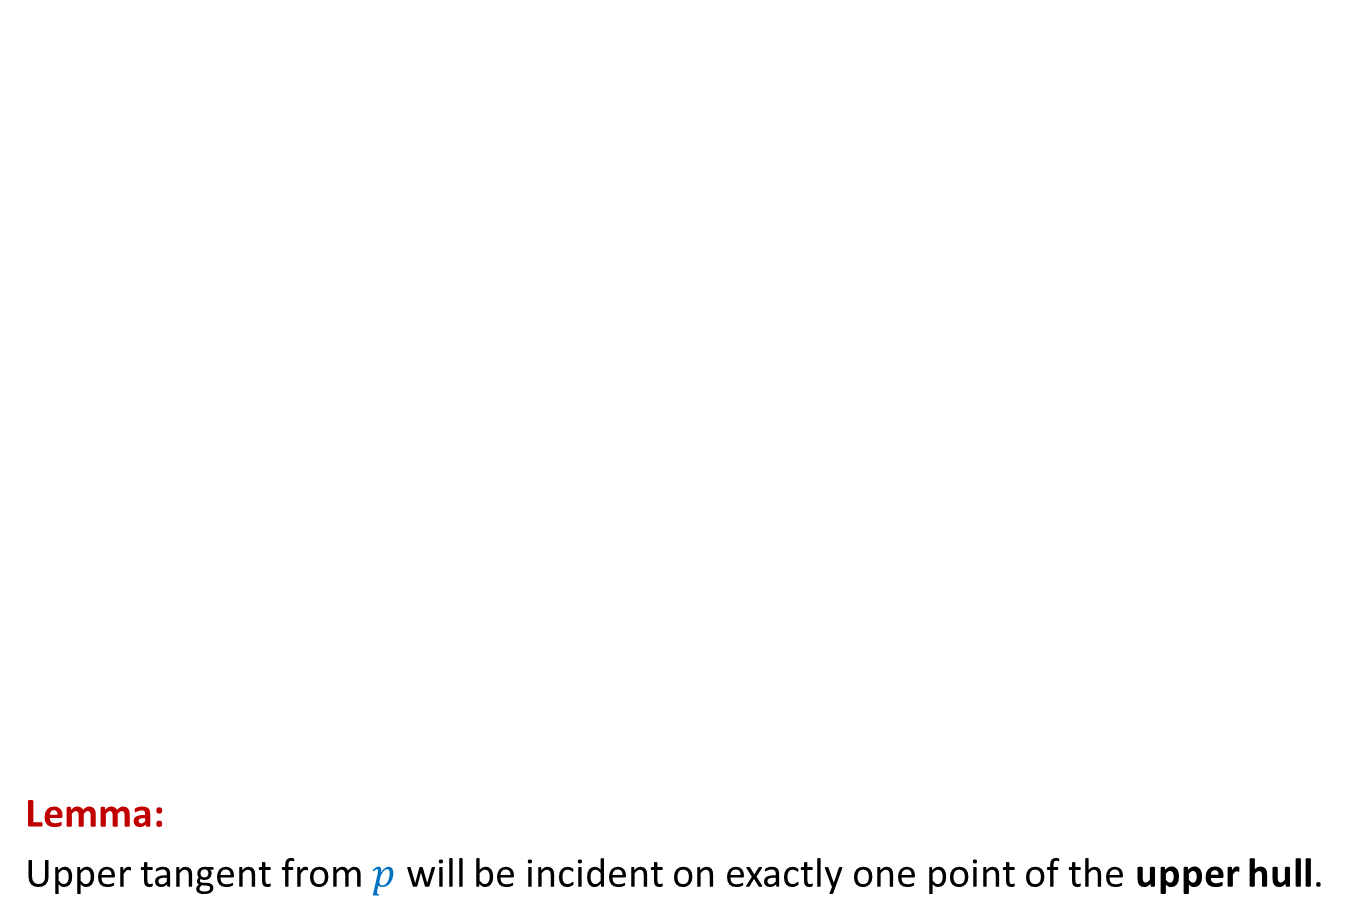 Lemma:
Upper tangent from p will be incident on exactly one point of the upper hull.